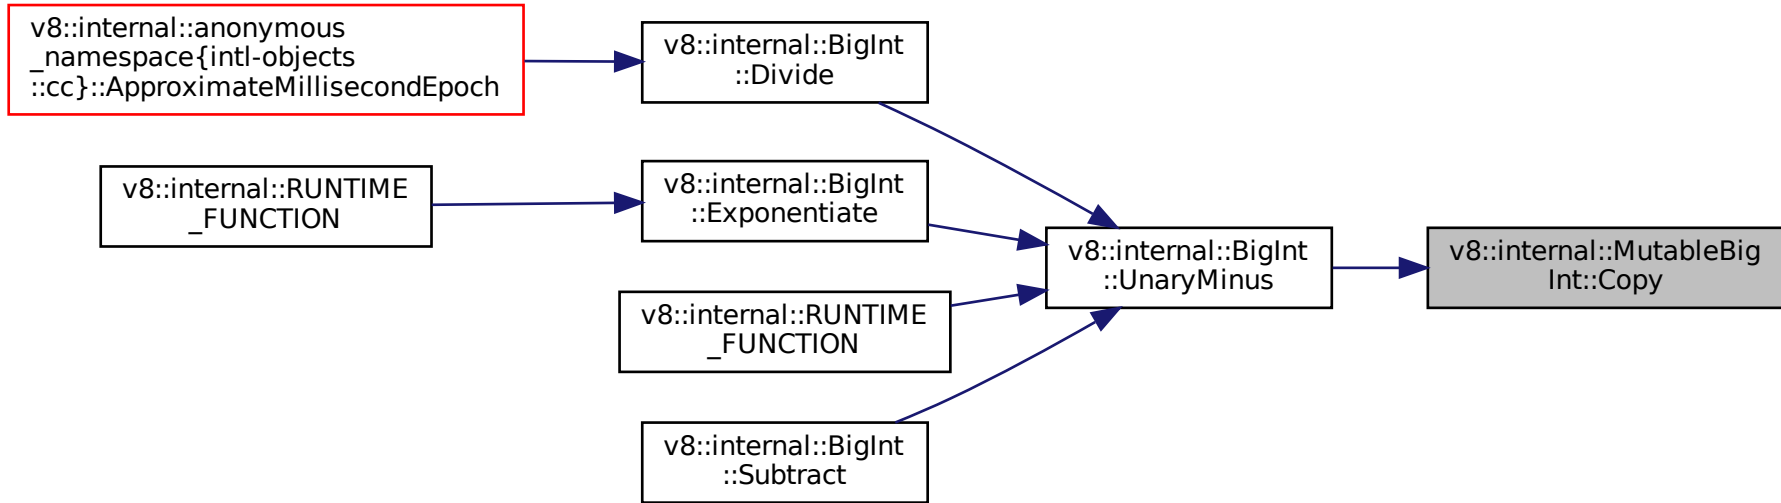 v8::internal::anonymous
_namespace{intl-objects
::cc}::ApproximateMillisecondEpoch
v8::internal::BigInt
::Divide
v8::internal::RUNTIME
_FUNCTION
v8::internal::BigInt
::Exponentiate
v8::internal::RUNTIME
_FUNCTION
v8::internal::BigInt
::Subtract
v8::internal::BigInt
::UnaryMinus
v8::internal::MutableBig
Int::Copy